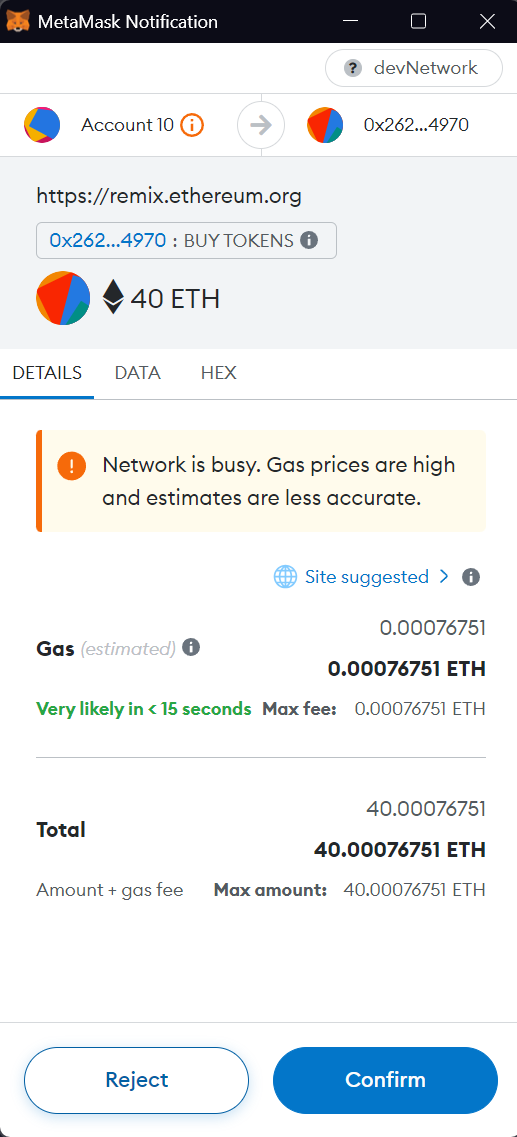 MetaMask Notification
devNetwork
Account 10
0x262...4970
https://remix.ethereum.org
0x262...4970 : BUY TOKENS
40 ETH
DETAILS DATA HEX
Network is busy. Gas prices are high
and estimates are less accurate.
Site suggested
0.00076751
Gas (estimated)
0.00076751 ETH
Very likely in < 15 seconds Max fee: 0.00076751 ETH
40.00076751
Total
40.00076751 ETH
Amount + gas fee Max amount: 40.00076751 ETH
Reject Confirm